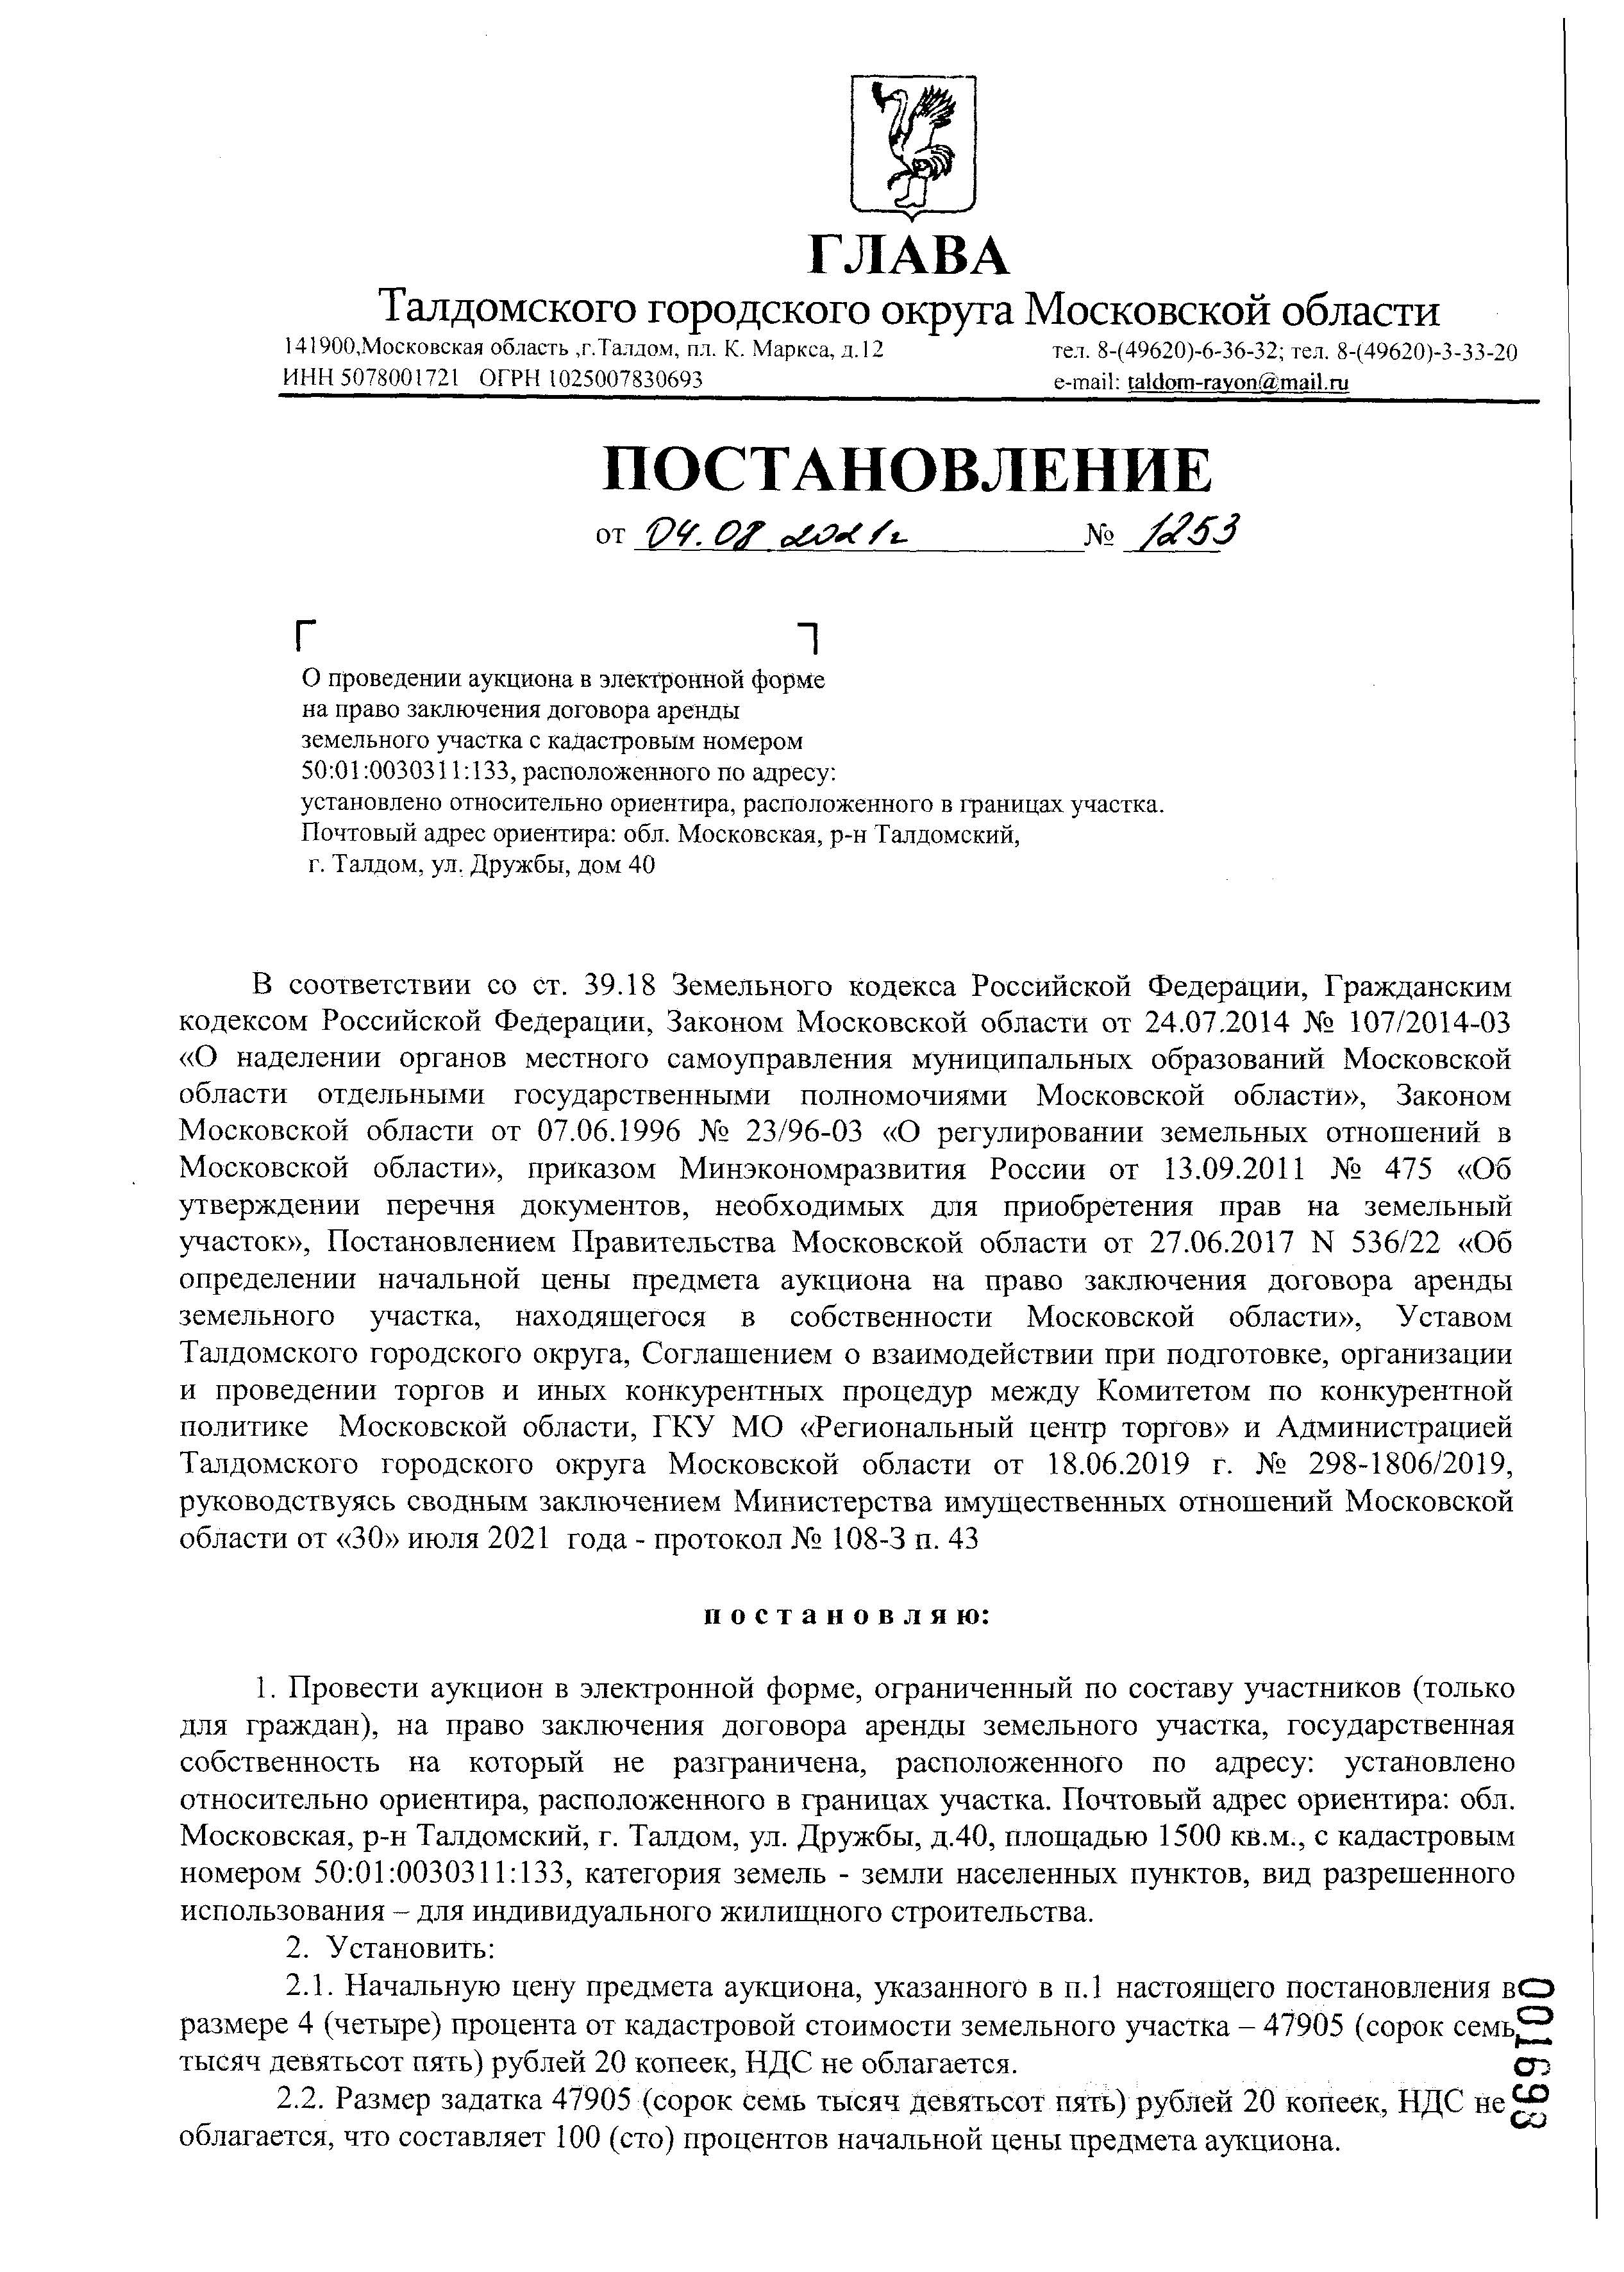 ГЛАВА
Талдомского городского округа Московской области
141900,Московская область ,г.Талдом, пл. К. Маркса, д.12 тел. 8-(49620)-6-36-32; тел. 8-(49620)-3-33-20
ИНН 5078001721 ОГРН 1025007830693 e-mail: taldom-rayon@mail.ru
ПОСТАНОВЛЕНИЕ
от 04.08 2021г № 1253
О проведении аукциона в электронной форме
на право заключения договора аренды
земельного участка с кадастровым номером
50:01:0030311:133, расположенного по адресу:
установлено относительно ориентира, расположенного в границах участка.
Почтовый адрес ориентира: обл. Московская, р-н Талдомский,
г. Талдом, ул. Дружбы, дом 40
В соответствии со ст. 39.18 Земельного кодекса Российской Федерации, Гражданским
кодексом Российской Федерации, Законом Московской области от 24.07.2014 № 107/2014-ОЗ
«О наделении органов местного самоуправления муниципальных образований Московской
области отдельными государственными полномочиями Московской области», Законом
Московской области от 07.06.1996 № 23/96-ОЗ «О регулировании земельных отношений в
Московской области», приказом Минэкономразвития России от 13.09.2011 № 475 «Об
утверждении перечня документов, необходимых для приобретения прав на земельный
участок», Постановлением Правительства Московской области от 27.06.2017 N 536/22 «Об
определении начальной цены предмета аукциона на право заключения договора аренды
земельного участка, находящегося в собственности Московской области», Уставом
Талдомского городского округа, Соглашением о взаимодействии при подготовке, организации
и проведении торгов и иных конкурентных процедур между Комитетом по конкурентной
политике Московской области, ГКУ МО «Региональный центр торгов» и Администрацией
Талдомского городского округа Московской области от 18.06.2019 г. № 298-1806/2019,
руководствуясь сводным заключением Министерства имущественных отношений Московской
области от «30» июля 2021 года - протокол № 108-З п. 43
п о с т а н о в л я ю:
1. Провести аукцион в электронной форме, ограниченный по составу участников (только
для граждан), на право заключения договора аренды земельного участка, государственная
собственность на который не разграничена, расположенного по адресу: установлено
относительно ориентира, расположенного в границах участка. Почтовый адрес ориентира: обл.
Московская, р-н Талдомский, г. Талдом, ул. Дружбы, д.40, площадью 1500 кв.м., с кадастровым
номером 50:01:0030311:133, категория земель - земли населенных пунктов, вид разрешенного
использования – для индивидуального жилищного строительства.
2. Установить:
2.1. Начальную цену предмета аукциона, указанного в п.1 настоящего постановления в
размере 4 (четыре) процента от кадастровой стоимости земельного участка – 47905 (сорок семь
тысяч девятьсот пять) рублей 20 копеек, НДС не облагается.
2.2. Размер задатка 47905 (сорок семь тысяч девятьсот пять) рублей 20 копеек, НДС не
облагается, что составляет 100 (сто) процентов начальной цены предмета аукциона.
001698